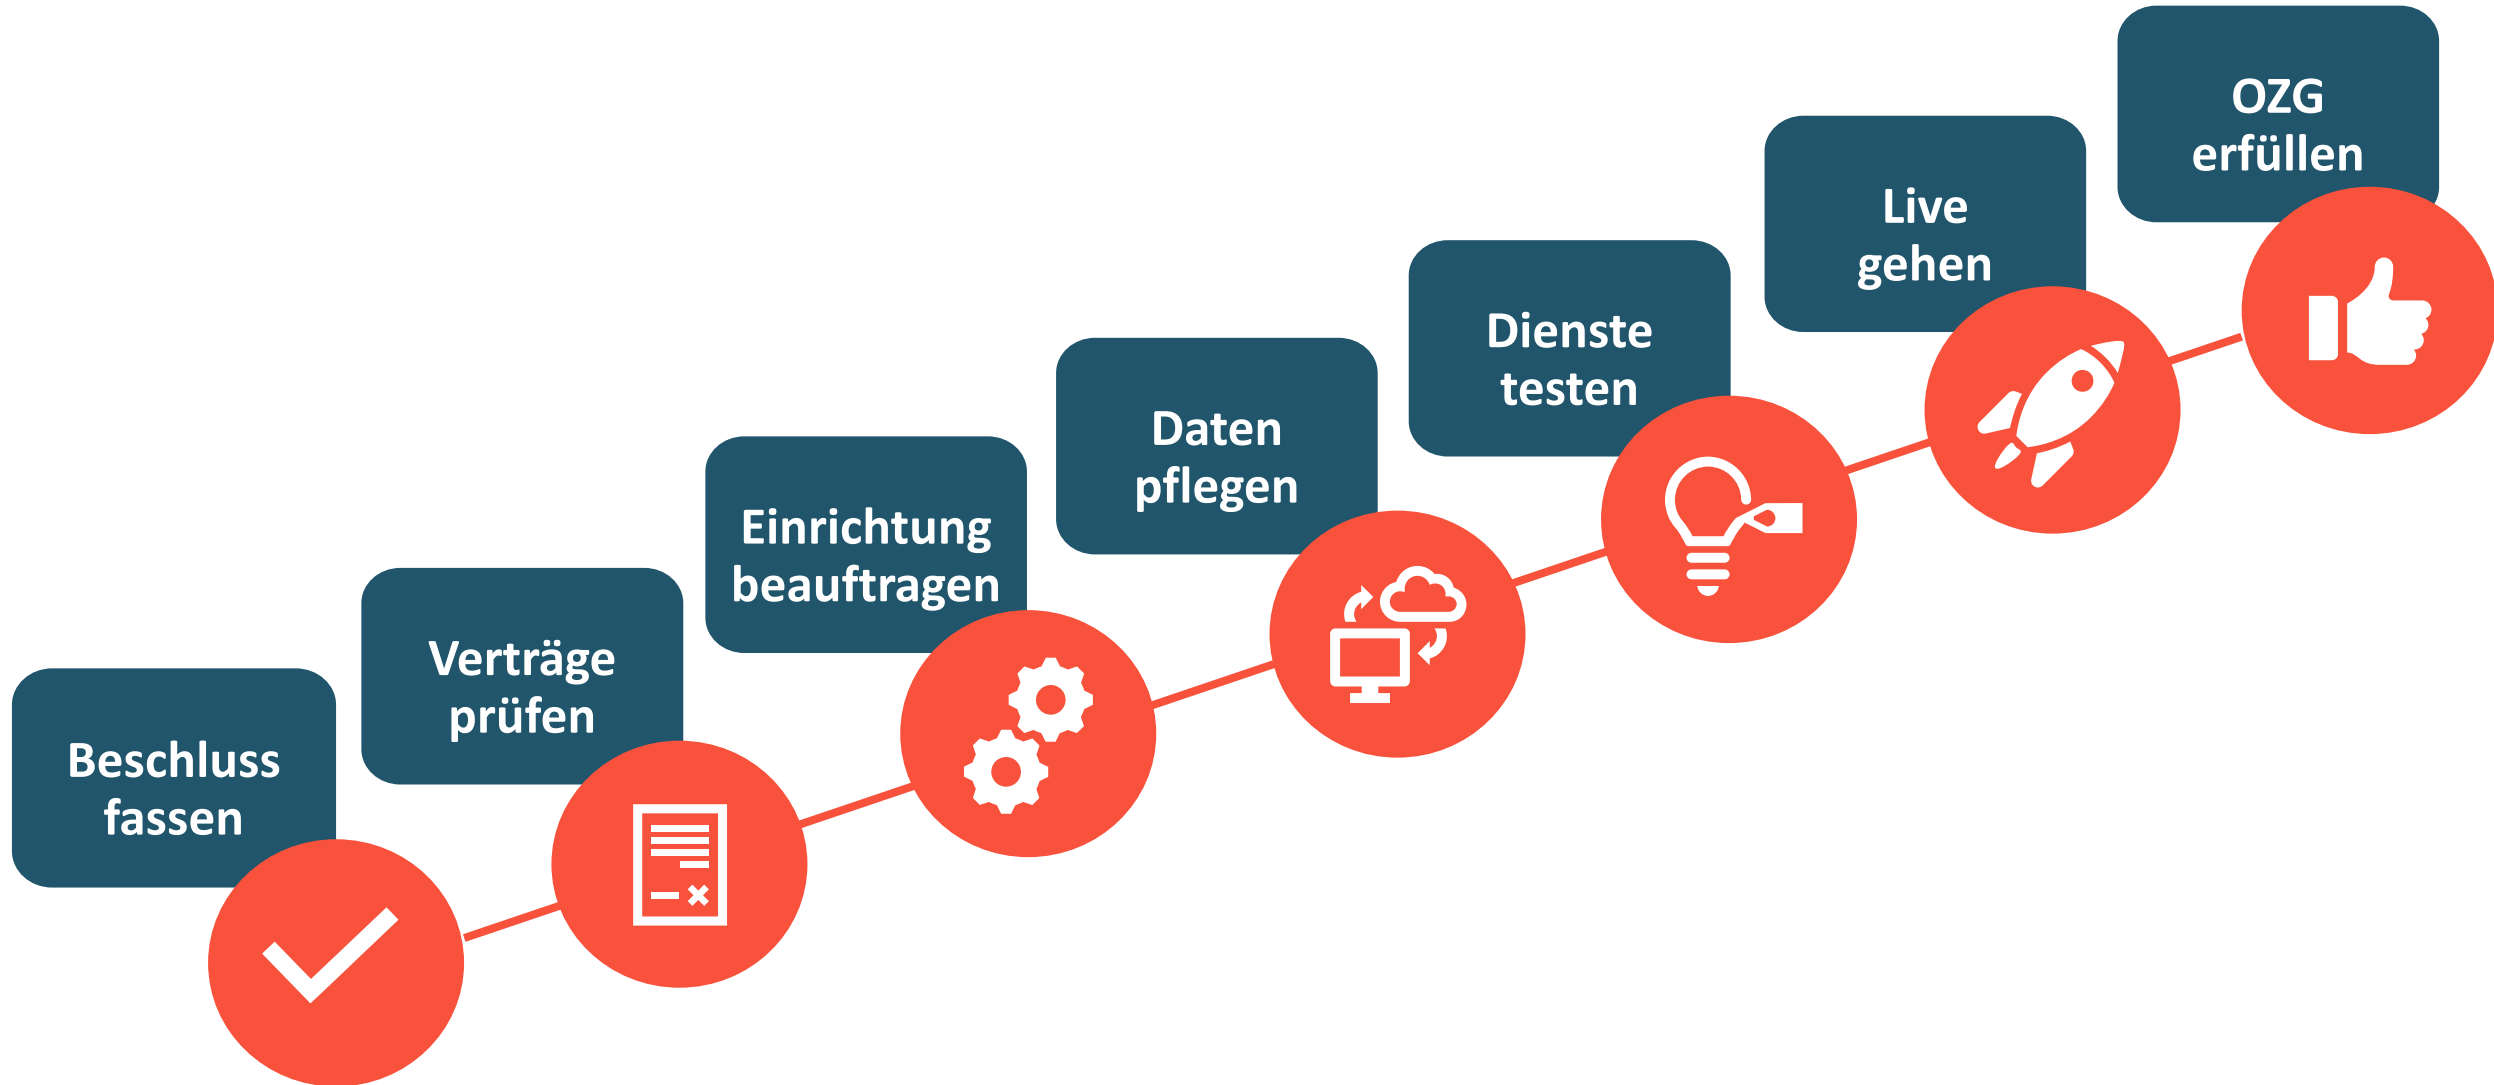 Beschluss
fassen
Verträge
prüfen
Einrichtung
beauftragen
Daten
pflegen
Dienste
testen
Live
gehen
OZG
erfüllen